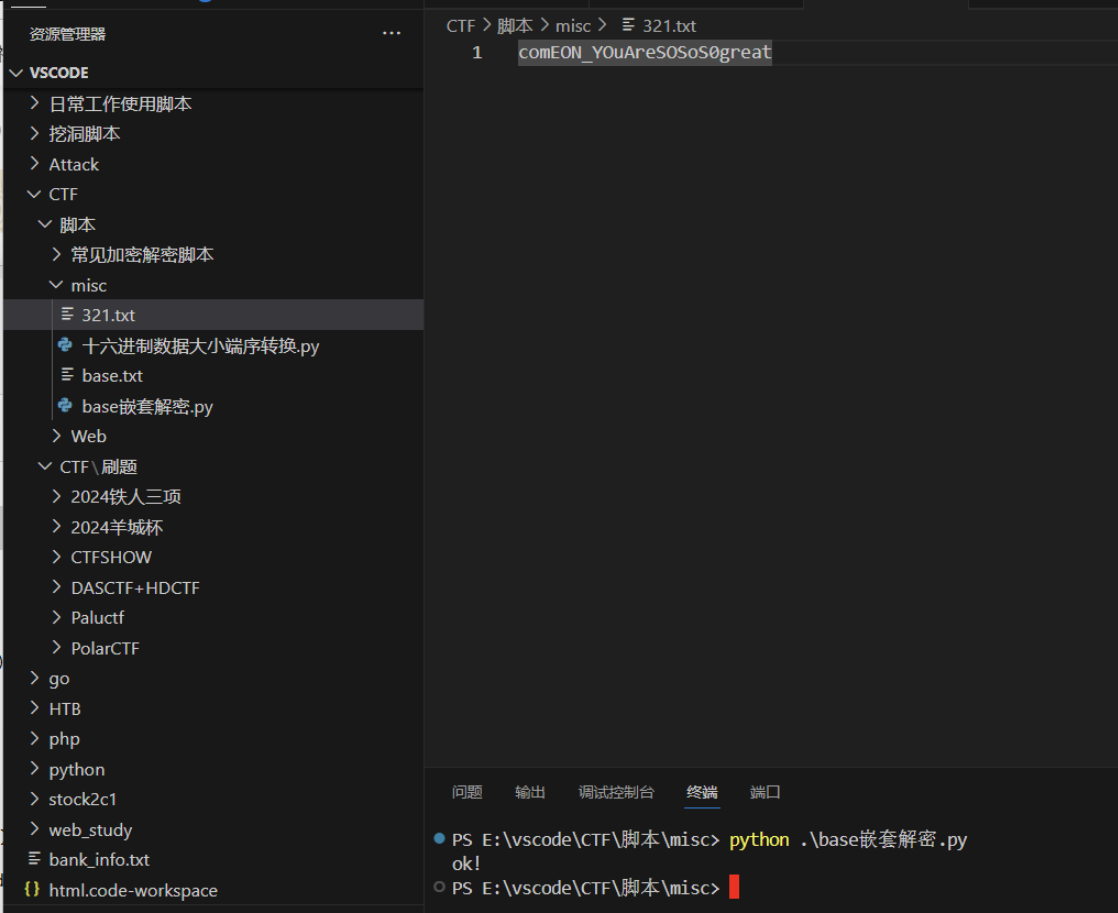 资源管理器
VSCODE
日常工作使用脚本
挖洞脚本
Attack
CTF
脚本
常见加密解密脚本
misc
321.txt
十六进制数据大小端序转换.py
base.txt
base嵌套解密.py
Web
CTF\刷题
2024铁人三项
2024羊城杯
CTFSHOW
DASCTF+HDCTF
Paluctf
PolarCTF
go
HTB
php
python
stock2c1
web_study
bank_info.txt
html.code-workspace
CTF > 脚本 > misc > 321.txt
1 comEON_YOuAreSOSoS0great
问题 输出 调试控制台 终端 端口
PS E:\vscode\CTF\脚本\misc> python .\base嵌套解密.py
ok!
PS E:\vscode\CTF\脚本\misc>